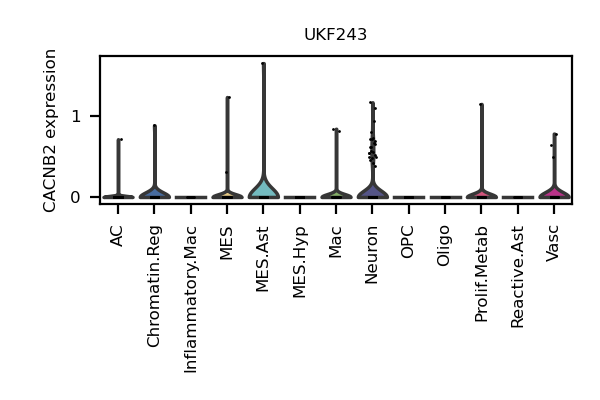 UKF243
CACNB2 expression
1
0
AC
Chromatin.Reg
Inflammatory.Mac
MES
MES.Ast
MES.Hyp
Mac
Neuron
OPC
Oligo
Prolif.Metab
Reactive.Ast
Vasc